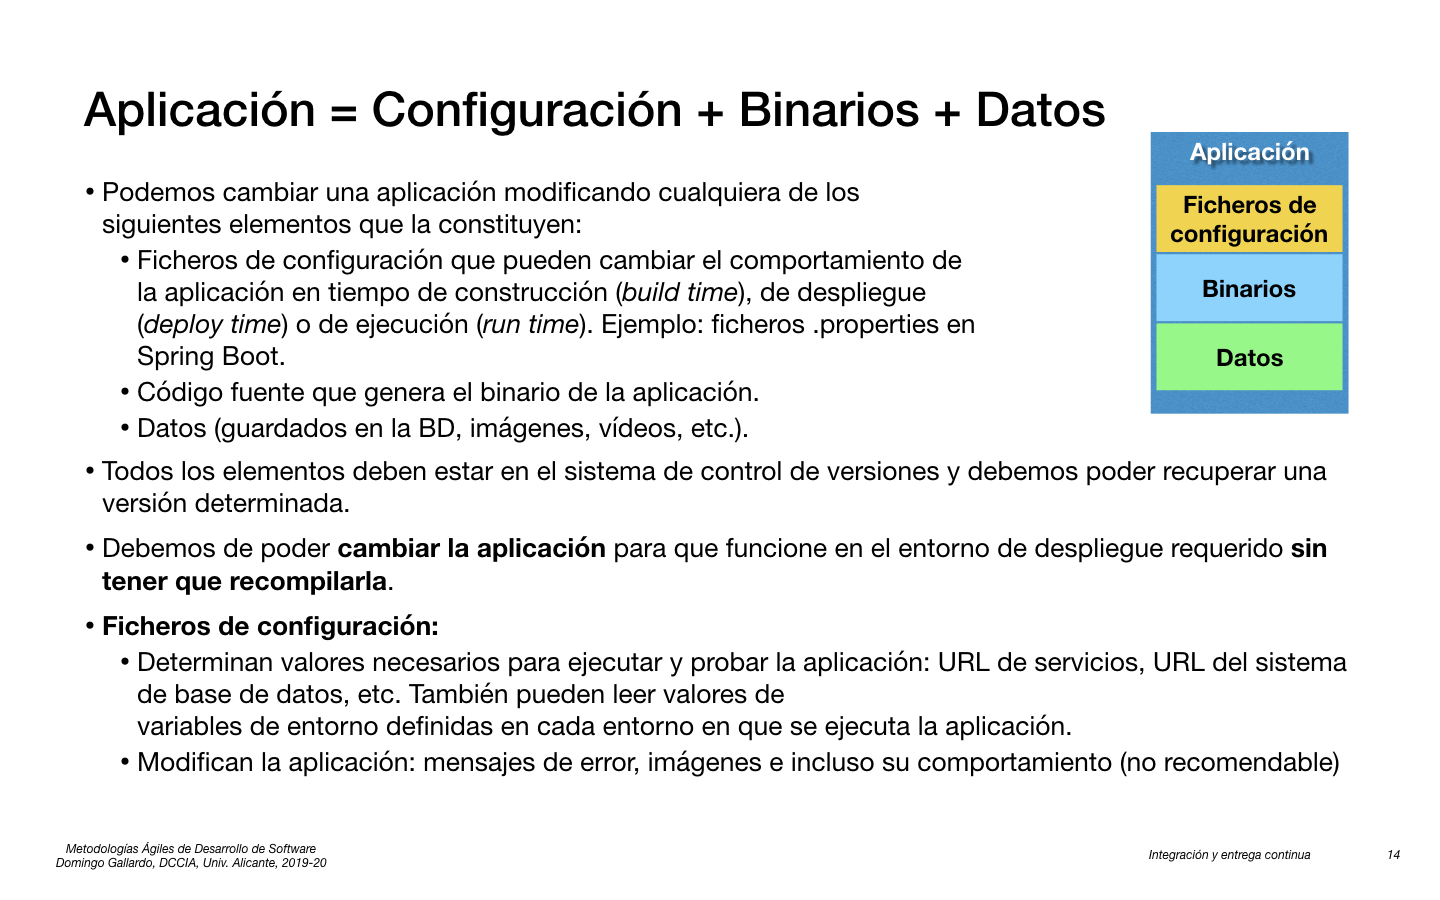 Aplicación = Configuración + Binarios + Datos
• Podemos cambiar una aplicación modificando cualquiera de los
siguientes elementos que la constituyen:
• Ficheros de configuración que pueden cambiar el comportamiento de
la aplicación en tiempo de construcción (build time), de despliegue
(deploy time) o de ejecución (run time). Ejemplo: ficheros .properties en
Spring Boot.
• Código fuente que genera el binario de la aplicación.
• Datos (guardados en la BD, imágenes, vídeos, etc.).
Aplicación
Ficheros de
configuración
Binarios
Datos
• Todos los elementos deben estar en el sistema de control de versiones y debemos poder recuperar una
versión determinada.
• Debemos de poder cambiar la aplicación para que funcione en el entorno de despliegue requerido sin
tener que recompilarla.
• Ficheros de configuración:
• Determinan valores necesarios para ejecutar y probar la aplicación: URL de servicios, URL del sistema
de base de datos, etc. También pueden leer valores de
variables de entorno definidas en cada entorno en que se ejecuta la aplicación.
• Modifican la aplicación: mensajes de error, imágenes e incluso su comportamiento (no recomendable)
Metodologías Ágiles de Desarrollo de Software
Domingo Gallardo, DCCIA, Univ. Alicante, 2019-20
Integración y entrega continua
14